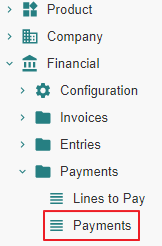 Product
Company
Financial
Configuration
Invoices
Entries
Payments
Lines to Pay
Payments